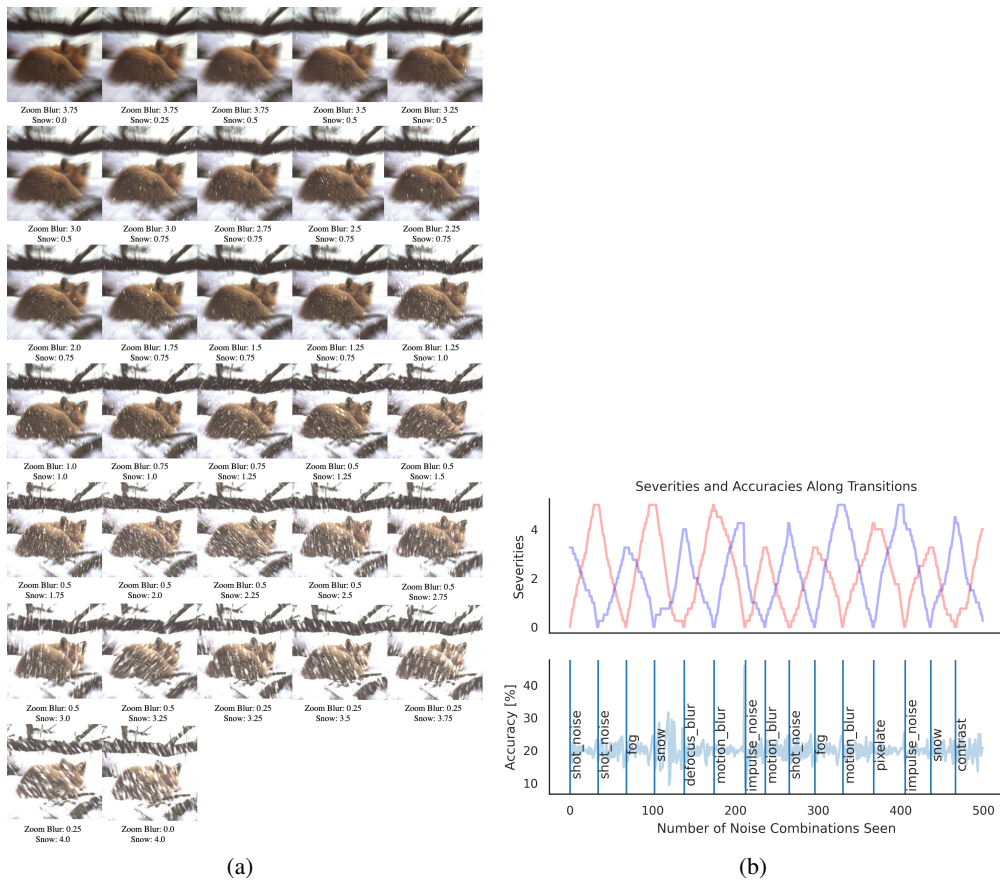 Zoom Blur: 3.75
Snow: 0.0
Zoom Blur: 3.75
Snow: 0.25
Zoom Blur: 3.75
Snow: 0.5
Zoom Blur: 3.5
Snow: 0.5
Zoom Blur: 3.25
Snow: 0.5
Zoom Blur: 3.0
Snow: 0.5
Zoom Blur: 3.0
Snow: 0.75
Zoom Blur: 2.75
Snow: 0.75
Zoom Blur: 2.5
Snow: 0.75
Zoom Blur: 2.25
Snow: 0.75
Zoom Blur: 2.0
Snow: 0.75
Zoom Blur: 1.75
Snow: 0.75
Zoom Blur: 1.5
Snow: 0.75
Zoom Blur: 1.25
Snow: 0.75
Zoom Blur: 1.25
Snow: 1.0
Zoom Blur: 1.0
Snow: 1.0
Zoom Blur: 0.75
Snow: 1.0
Zoom Blur: 0.75
Snow: 1.25
Zoom Blur: 0.5
Snow: 1.25
Zoom Blur: 0.5
Snow: 1.5
Zoom Blur: 0.5
Snow: 1.75
Zoom Blur: 0.5
Snow: 2.0
Zoom Blur: 0.5
Snow: 2.25
Zoom Blur: 0.5
Snow: 2.5
Zoom Blur: 0.5
Snow: 2.75
Zoom Blur: 0.5
Snow: 3.0
Zoom Blur: 0.5
Snow: 3.25
Zoom Blur: 0.25
Snow: 3.25
Zoom Blur: 0.25
Snow: 3.5
Zoom Blur: 0.25
Snow: 3.75
Zoom Blur: 0.25
Snow: 4.0
Zoom Blur: 0.0
Snow: 4.0
(a)
Severities and Accuracies Along Transitions
Severities
4
2
0
Accuracy [%]
40
30
20
10
shot_noise
shot_noise
fog
snow
defocus_blur
motion_blur
impulse_noise
motion_blur
shot_noise
fog
motion_blur
pixelate
impulse_noise
snow
contrast
0
100
200
300
400
500
Number of Noise Combinations Seen
(b)